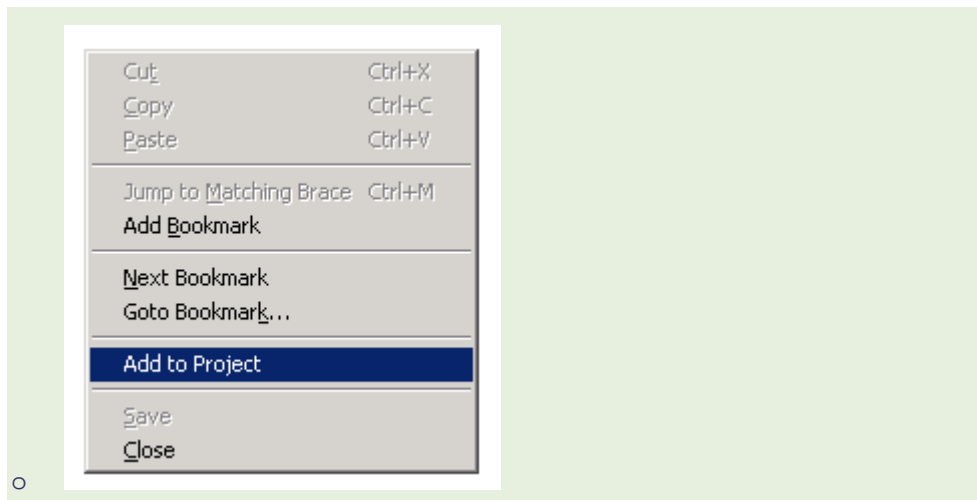 Cut Ctrl+X
Copy Ctrl+C
Paste Ctrl+V
Jump to Matching Brace Ctrl+M
Add Bookmark
Next Bookmark
Goto Bookmark...
Add to Project
Save
Close